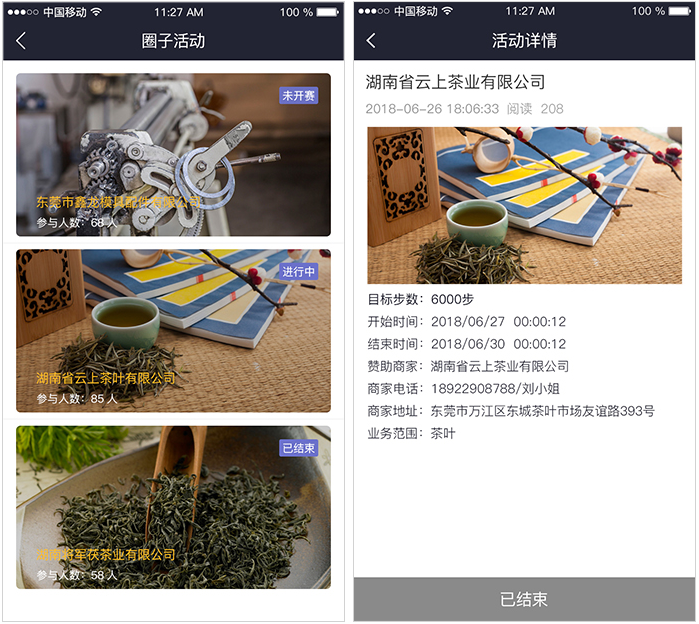 中国移动 11:27 AM 100 %
圈子活动
未开赛
东莞市鑫龙模具配件有限公司
参与人数：68 人
进行中
湖南省云上茶叶有限公司
参与人数：85 人
已结束
湖南将军茯茶业有限公司
参与人数：58 人
中国移动 11:27 AM 100 %
活动详情
湖南省云上茶业有限公司
2018-06-26 18:06:33 阅读 208
目标步数：6000步
开始时间：2018/06/27 00:00:12
结束时间：2018/06/30 00:00:12
赞助商家：湖南省云上茶业有限公司
商家电话：18922908788/刘小姐
商家地址：东莞市万江区东城茶叶市场友谊路393号
业务范围：茶叶
已结束